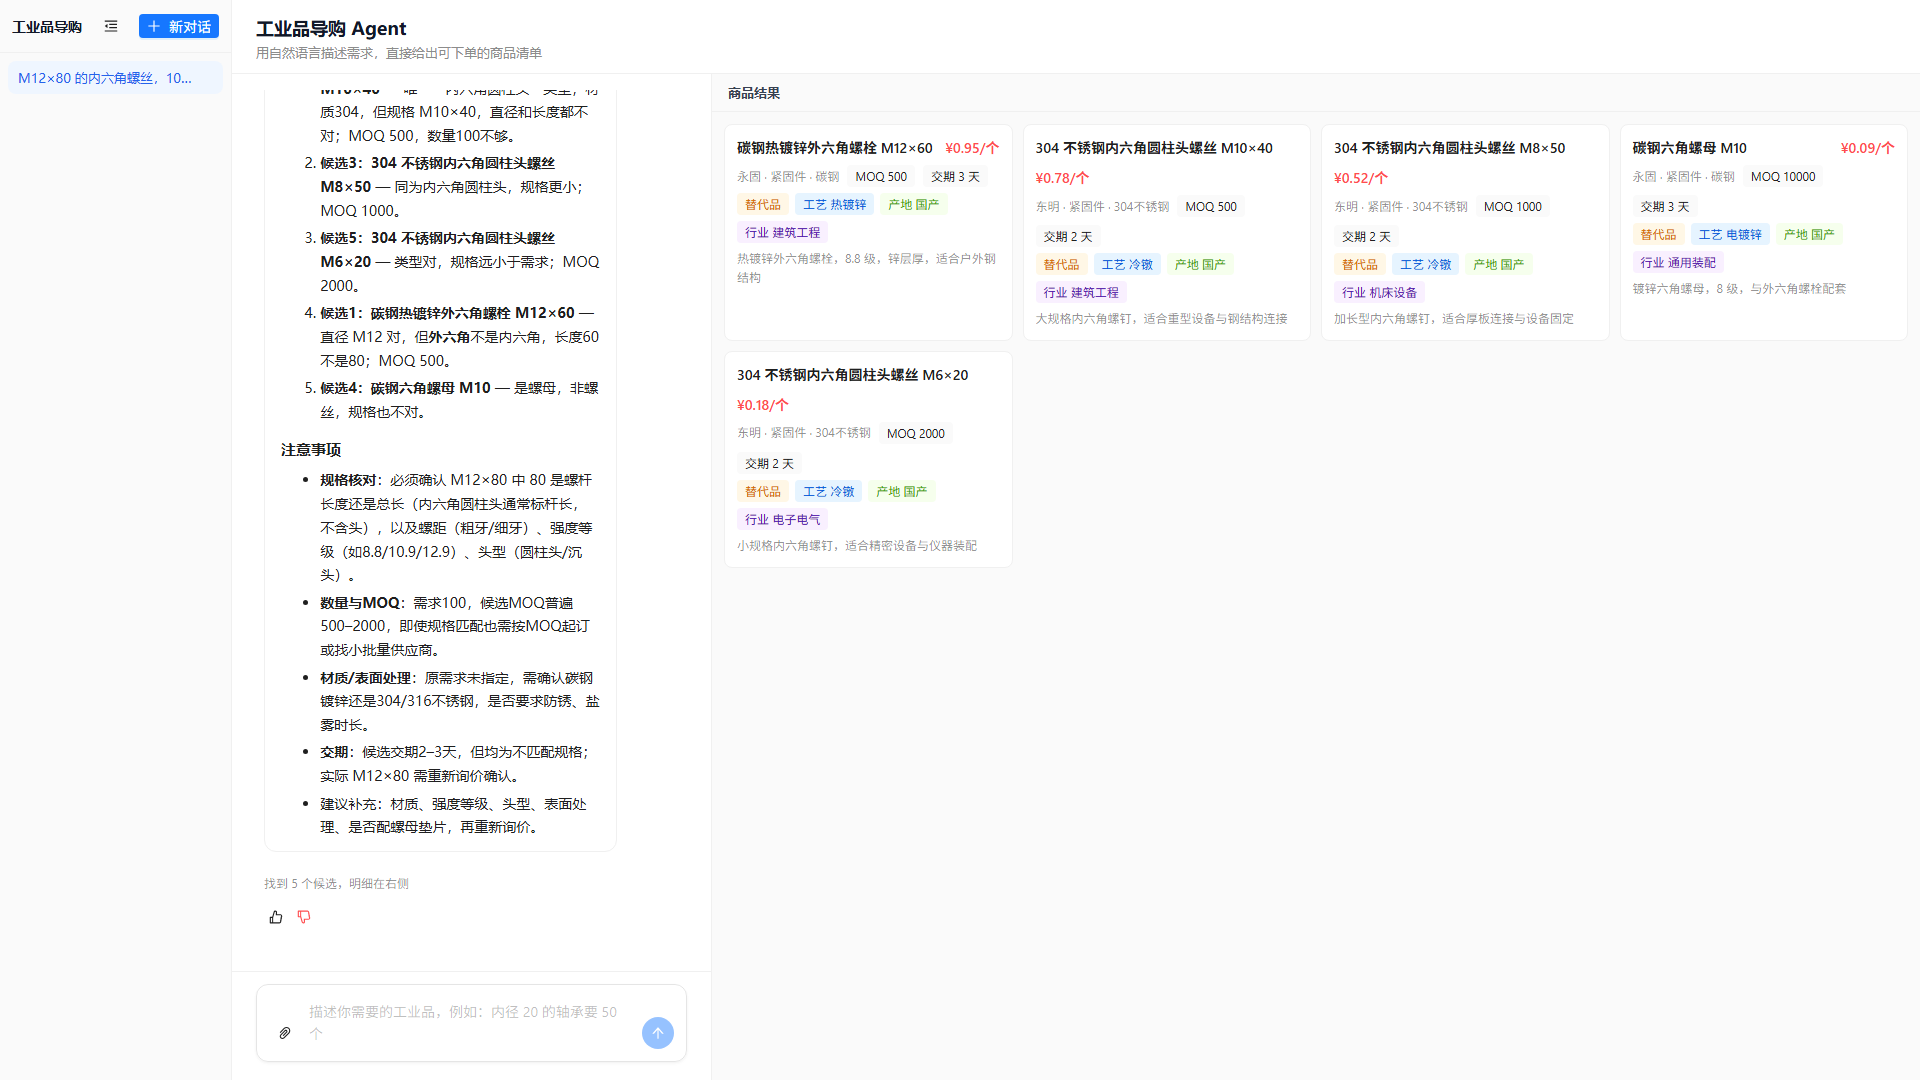 工业品导购
新对话
M12×80 的内六角螺丝，10...
工业品导购 Agent
用自然语言描述需求，直接给出可下单的商品清单
质304，但规格 M10×40，直径和长度都不
对；MOQ 500，数量100不够。
2. 候选3：304 不锈钢内六角圆柱头螺丝
M8×50 — 同为内六角圆柱头，规格更小；
MOQ 1000。
3. 候选5：304 不锈钢内六角圆柱头螺丝
M6×20 — 类型对，规格远小于需求；MOQ
2000。
4. 候选1：碳钢热镀锌外六角螺栓 M12×60 —
直径 M12 对，但外六角不是内六角，长度60
不是80；MOQ 500。
5. 候选4：碳钢六角螺母 M10 — 是螺母，非螺
丝，规格也不对。
注意事项
• 规格核对：必须确认 M12×80 中 80 是螺杆
长度还是总长（内六角圆柱头通常标杆长，
不含头），以及螺距（粗牙/细牙）、强度等
级（如8.8/10.9/12.9）、头型（圆柱头/沉
头）。
• 数量与MOQ：需求100，候选MOQ普遍
500–2000，即使规格匹配也需按MOQ起订
或找小批量供应商。
• 材质/表面处理：原需求未指定，需确认碳钢
镀锌还是304/316不锈钢，是否要求防锈、盐
雾时长。
• 交期：候选交期2–3天，但均为不匹配规格；
实际 M12×80 需重新询价确认。
• 建议补充：材质、强度等级、头型、表面处
理、是否配螺母垫片，再重新询价。
找到 5 个候选，明细在右侧
描述你需要的工业品，例如：内径 20 的轴承要 50
个
商品结果
碳钢热镀锌外六角螺栓 M12×60 ¥0.95/个
永固 · 紧固件 · 碳钢 MOQ 500 交期 3 天
替代品 工艺 热镀锌 产地 国产
行业 建筑工程
热镀锌外六角螺栓，8.8 级，锌层厚，适合户外钢
结构
304 不锈钢内六角圆柱头螺丝 M10×40
¥0.78/个
东明 · 紧固件 · 304不锈钢 MOQ 500
交期 2 天
替代品 工艺 冷镦 产地 国产
行业 建筑工程
大规格内六角螺钉，适合重型设备与钢结构连接
304 不锈钢内六角圆柱头螺丝 M8×50
¥0.52/个
东明 · 紧固件 · 304不锈钢 MOQ 1000
交期 2 天
替代品 工艺 冷镦 产地 国产
行业 机床设备
加长型内六角螺钉，适合厚板连接与设备固定
碳钢六角螺母 M10 ¥0.09/个
永固 · 紧固件 · 碳钢 MOQ 10000
交期 3 天
替代品 工艺 电镀锌 产地 国产
行业 通用装配
镀锌六角螺母，8 级，与外六角螺栓配套
304 不锈钢内六角圆柱头螺丝 M6×20
¥0.18/个
东明 · 紧固件 · 304不锈钢 MOQ 2000
交期 2 天
替代品 工艺 冷镦 产地 国产
行业 电子电气
小规格内六角螺钉，适合精密设备与仪器装配